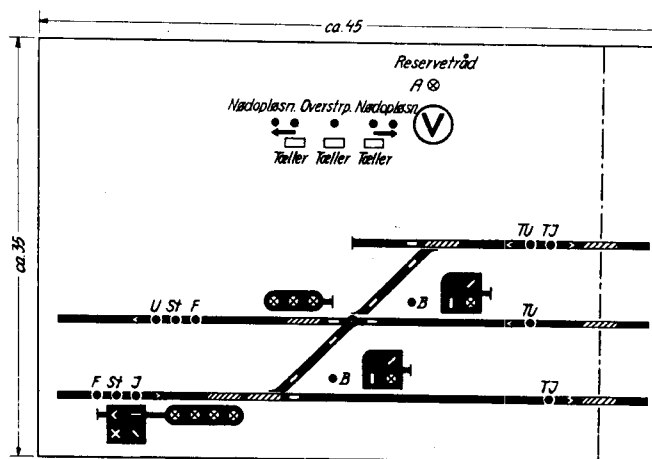 ca.45
Reservetråd
A
Nødopløsn. Overstrp. Nødopløsn.
V
Tæller Tæller Tæller
ca.35
TU TJ
U St F
B
TU
F St J
B
TJ